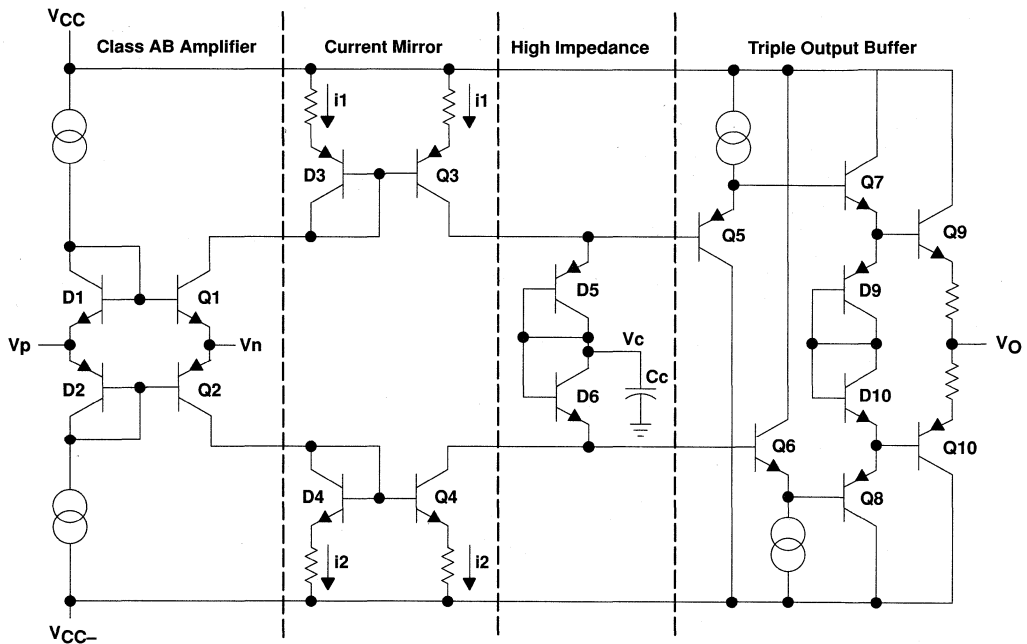 VCC
Class AB Amplifier
Current Mirror
High Impedance
Triple Output Buffer
i1
i1
D3
Q3
Q7
Q5
Q9
D1
Q1
D5
D9
Vp
Vn
Vc
VO
D2
Q2
Cc
D6
D10
Q6
Q10
D4
Q4
Q8
i2
i2
VCC–